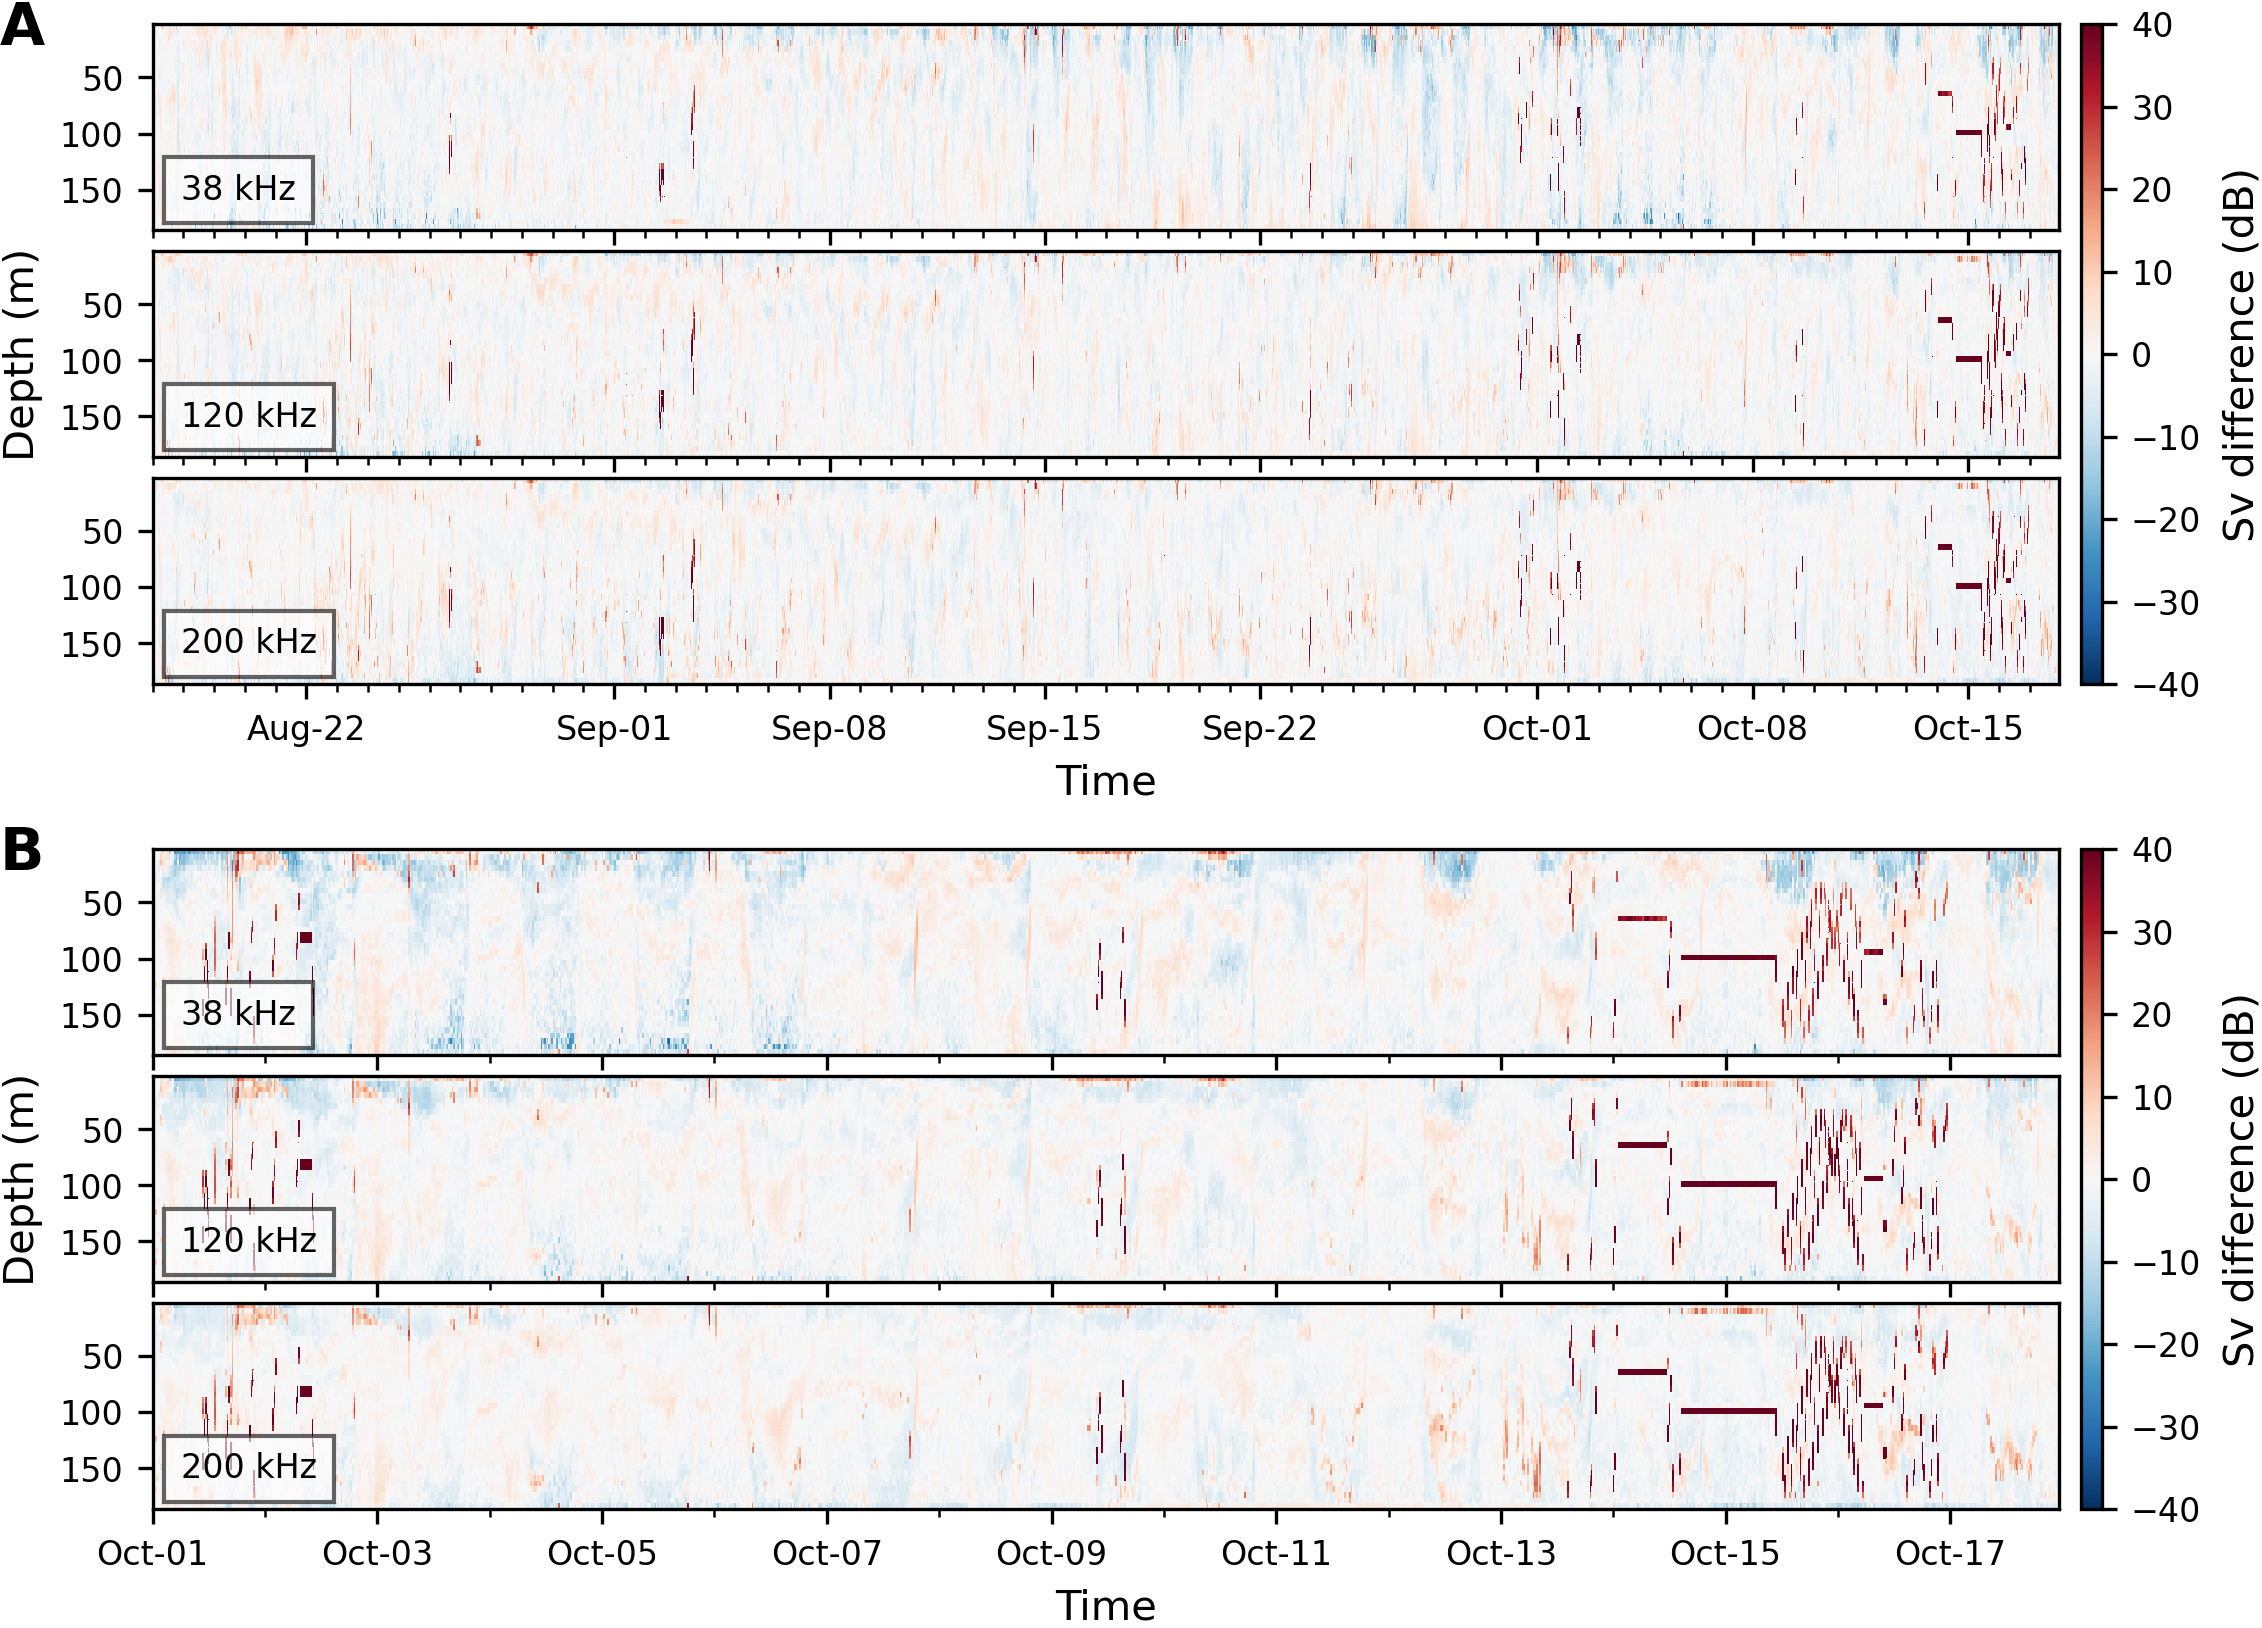 A
50
100
150
38 kHz
50
100
150
120 kHz
50
100
150
200 kHz
Depth (m)
Aug-22 Sep-01 Sep-08 Sep-15 Sep-22 Oct-01 Oct-08 Oct-15
Time
40
30
20
10
0
−10
−20
−30
−40
Sv difference (dB)
B
50
100
150
38 kHz
50
100
150
120 kHz
50
100
150
200 kHz
Depth (m)
Oct-01 Oct-03 Oct-05 Oct-07 Oct-09 Oct-11 Oct-13 Oct-15 Oct-17
Time
40
30
20
10
0
−10
−20
−30
−40
Sv difference (dB)